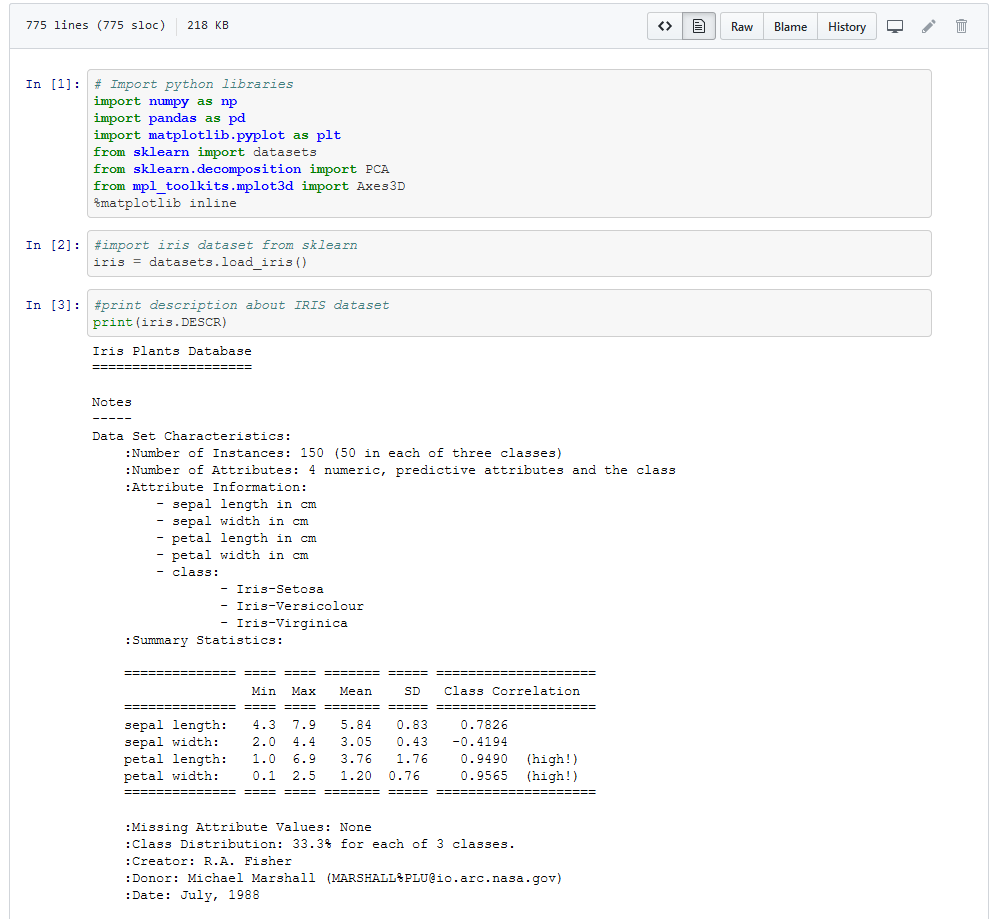 775 lines (775 sloc) 218 KB
<> Raw Blame History
In [1]: # Import python libraries
import numpy as np
import pandas as pd
import matplotlib.pyplot as plt
from sklearn import datasets
from sklearn.decomposition import PCA
from mpl_toolkits.mplot3d import Axes3D
%matplotlib inline
In [2]: #import iris dataset from sklearn
iris = datasets.load_iris()
In [3]: #print description about IRIS dataset
print(iris.DESCR)
Iris Plants Database
====================
Notes
-----
Data Set Characteristics:
    :Number of Instances: 150 (50 in each of three classes)
    :Number of Attributes: 4 numeric, predictive attributes and the class
    :Attribute Information:
        - sepal length in cm
        - sepal width in cm
        - petal length in cm
        - petal width in cm
        - class:
                - Iris-Setosa
                - Iris-Versicolour
                - Iris-Virginica
    :Summary Statistics:
    ============== ==== ==== ======= ===== ====================
                    Min  Max   Mean    SD   Class Correlation
    ============== ==== ==== ======= ===== ====================
    sepal length:   4.3  7.9   5.84   0.83    0.7826
    sepal width:    2.0  4.4   3.05   0.43   -0.4194
    petal length:   1.0  6.9   3.76   1.76    0.9490  (high!)
    petal width:    0.1  2.5   1.20  0.76     0.9565  (high!)
    ============== ==== ==== ======= ===== ====================
    :Missing Attribute Values: None
    :Class Distribution: 33.3% for each of 3 classes.
    :Creator: R.A. Fisher
    :Donor: Michael Marshall (MARSHALL%PLU@io.arc.nasa.gov)
    :Date: July, 1988